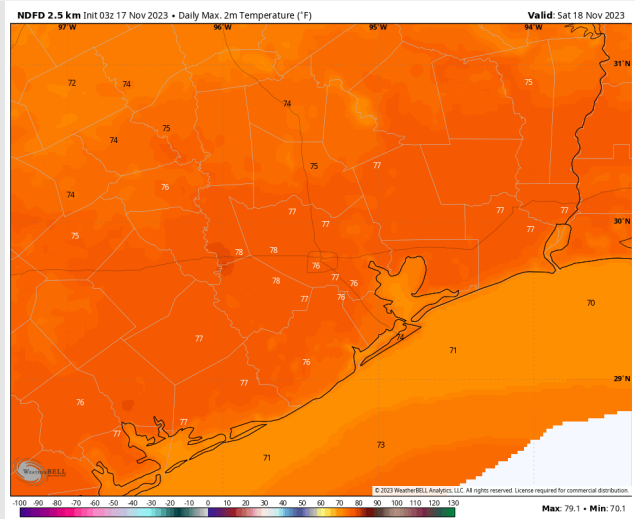 NDFD 2.5 km Init 03z 17 Nov 2023 • Daily Max. 2m Temperature (°F)
Valid: Sat 18 Nov 2023
97°W 96°W 95°W 94°W
31°N
72 74 75
74
75
74
75 77
76
74
77 77 77
77 77
30°N
75
78 78
76
78 77 76
77 76
70
77
74
71
76
29°N
77
76
77
77
73
71
WeatherBELL
© 2023 WeatherBELL Analytics, LLC. All rights reserved. License required for commercial distribution.
-100 -90 -80 -70 -60 -50 -40 -30 -20 -10 0 10 20 30 40 50 60 70 80 90 100 110 120 130
Max: 79.1 • Min: 70.1